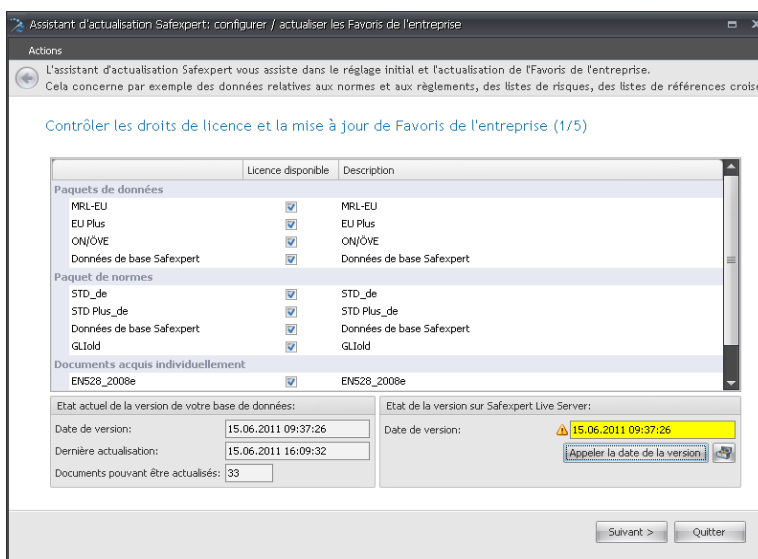 Assistant d'actualisation Safexpert: configurer / actualiser les Favoris de l'entreprise
Actions
L'assistant d'actualisation Safexpert vous assiste dans le réglage initial et l'actualisation de l'Favoris de l'entreprise.
Cela concerne par exemple des données relatives aux normes et aux règlements, des listes de risques, des listes de références croise
Contrôler les droits de licence et la mise à jour de Favoris de l'entreprise (1/5)
Licence disponible Description
Paquets de données
MRL-EU MRL-EU
EU Plus EU Plus
ON/ÖVE ON/ÖVE
Données de base Safexpert Données de base Safexpert
Paquet de normes
STD_de STD_de
STD Plus_de STD Plus_de
Données de base Safexpert Données de base Safexpert
GLIold GLIold
Documents acquis individuellement
EN528_2008e EN528_2008e
Etat actuel de la version de votre base de données:
Date de version: 15.06.2011 09:37:26
Dernière actualisation: 15.06.2011 16:09:32
Documents pouvant être actualisés: 33
Etat de la version sur Safexpert Live Server:
Date de version: 15.06.2011 09:37:26
Appeler la date de la version
Suivant > Quitter